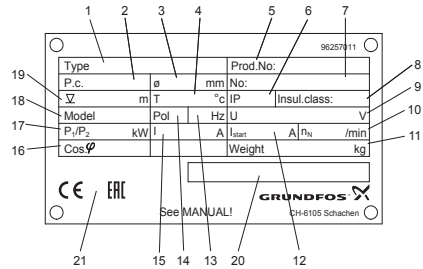 1 2 3 4 5 6 7
96257011
Type Prod.No:
P.c. ø mm No:
∇ m T °c IP Insul.class: 8
19
Model Pol Hz U V 9
18
P1/P2 kW I A Istart A nN /min 10
17
Cos.φ Weight kg 11
16
CE EAC GRUNDFOS
See MANUAL! CH-6105 Schachen
21 15 14 13 20 12